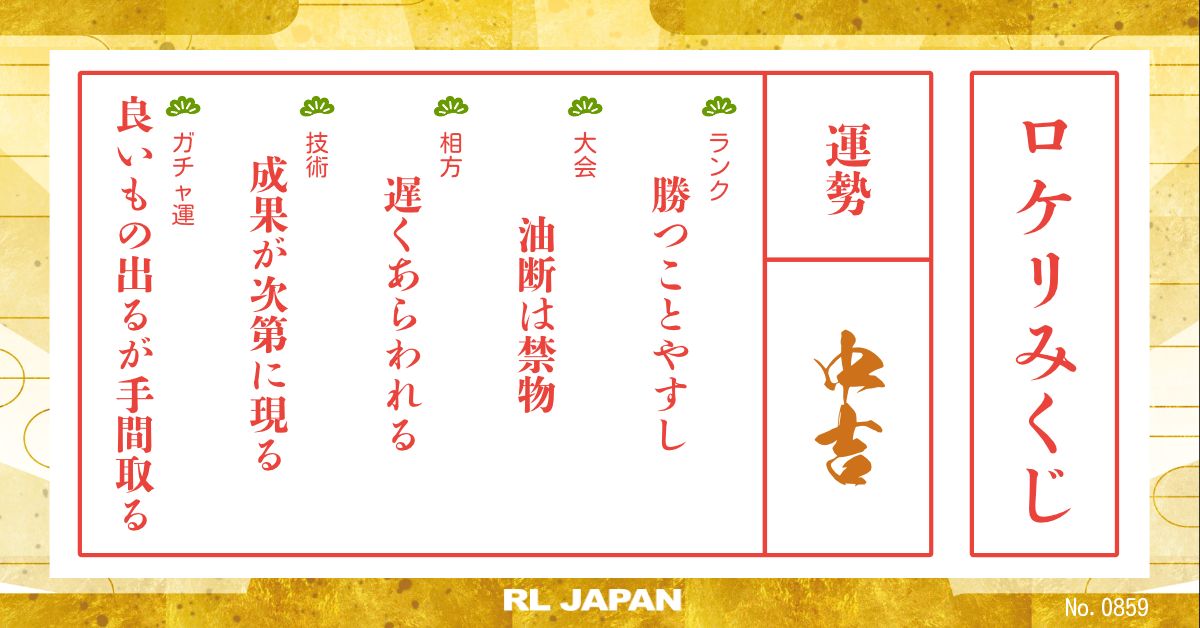 ロケリみくじ
運勢
中吉
ランク
勝つことやすし
大会
油断は禁物
相方
遅くあらわれる
技術
成果が次第に現る
ガチャ運
良いもの出るが手間取る
RL JAPAN
No.0859